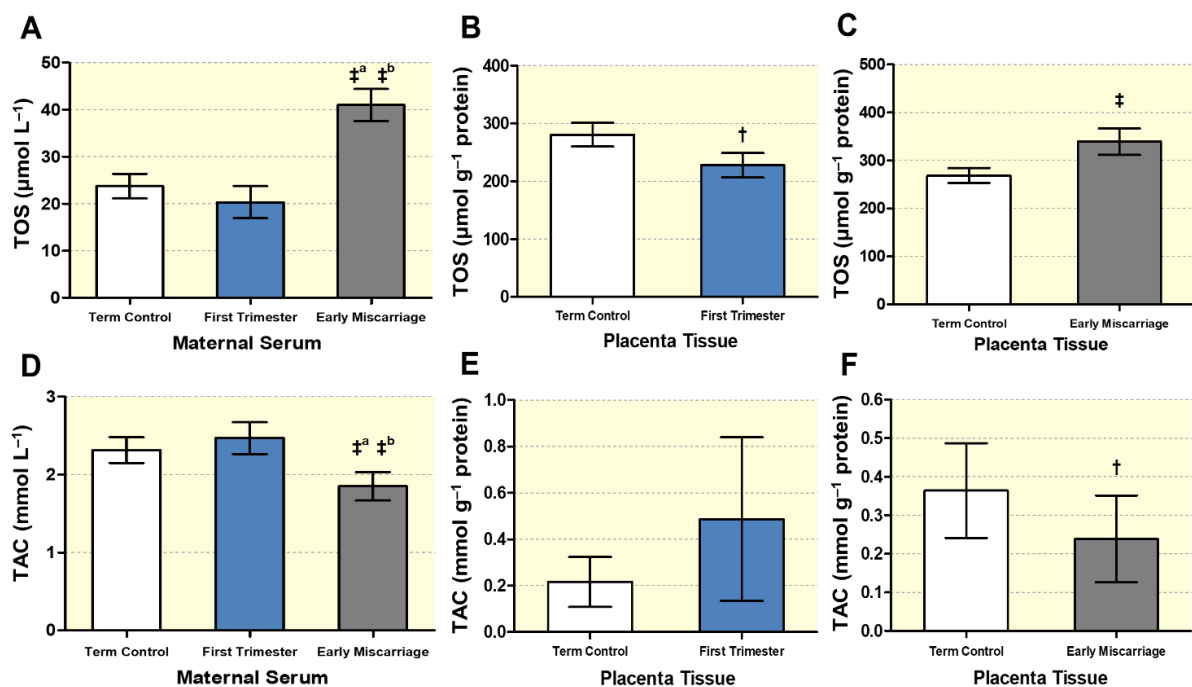 A
TOS (µmol L⁻¹)
50
40
30
20
10
0
‡ᵃ ‡ᵇ
Term Control First Trimester Early Miscarriage
Maternal Serum
B
TOS (µmol g⁻¹ protein)
400
300
200
100
0
†
Term Control First Trimester
Placenta Tissue
C
TOS (µmol g⁻¹ protein)
500
400
300
200
100
0
‡
Term Control Early Miscarriage
Placenta Tissue
D
TAC (mmol L⁻¹)
3
2
1
0
‡ᵃ ‡ᵇ
Term Control First Trimester Early Miscarriage
Maternal Serum
E
TAC (mmol g⁻¹ protein)
1.0
0.8
0.6
0.4
0.2
0.0
Term Control First Trimester
Placenta Tissue
F
TAC (mmol g⁻¹ protein)
0.6
0.5
0.4
0.3
0.2
0.1
0.0
†
Term Control Early Miscarriage
Placenta Tissue